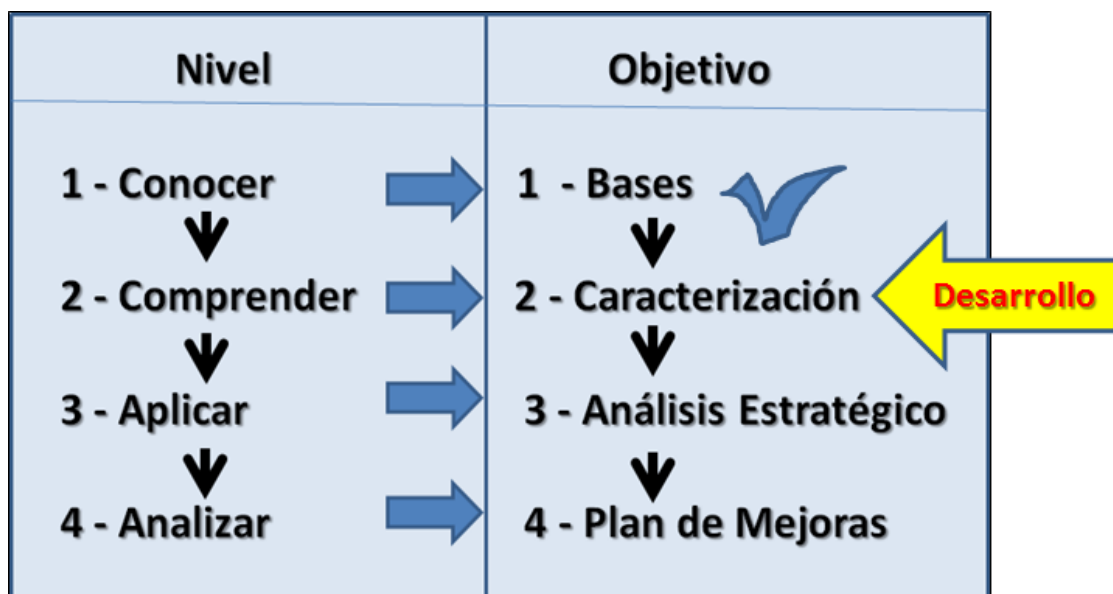 Nivel
Objetivo
1 - Conocer
1 - Bases
2 - Comprender
2 - Caracterización
Desarrollo
3 - Aplicar
3 - Análisis Estratégico
4 - Analizar
4 - Plan de Mejoras